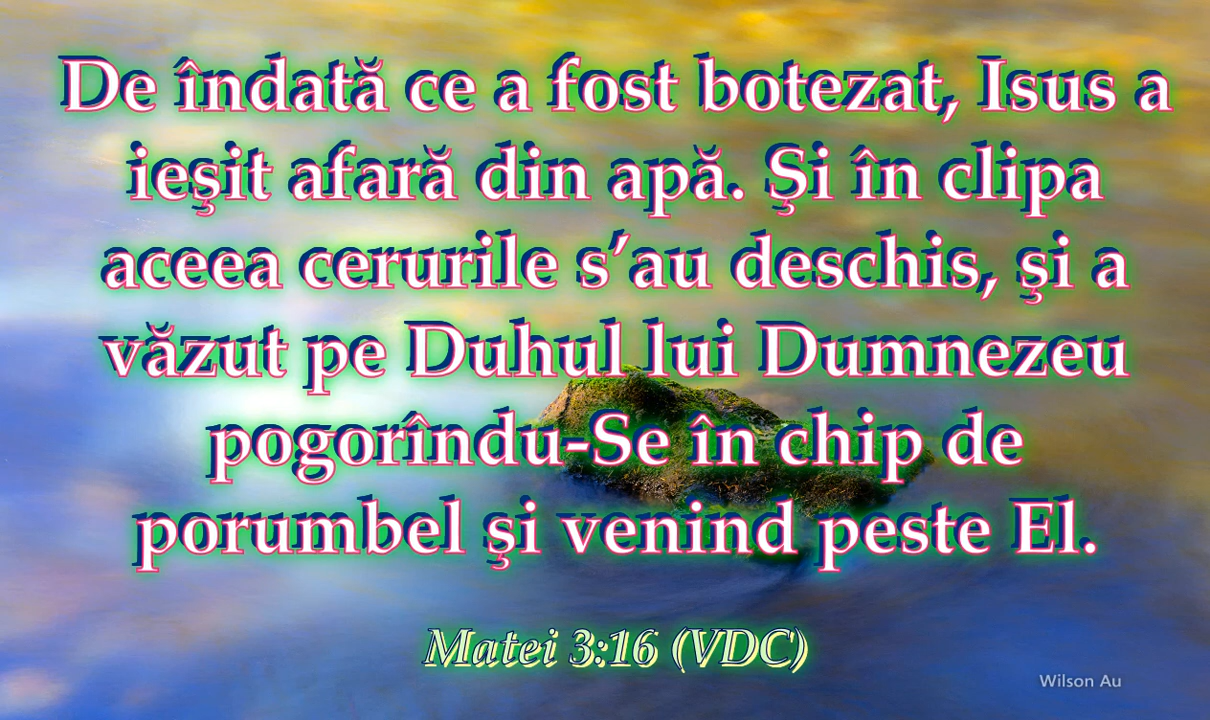 De îndată ce a fost botezat, Isus a
ieşit afară din apă. Şi în clipa
aceea cerurile s’au deschis, şi a
văzut pe Duhul lui Dumnezeu
pogorîndu-Se în chip de
porumbel şi venind peste El.
Matei 3:16 (VDC)
Wilson Au